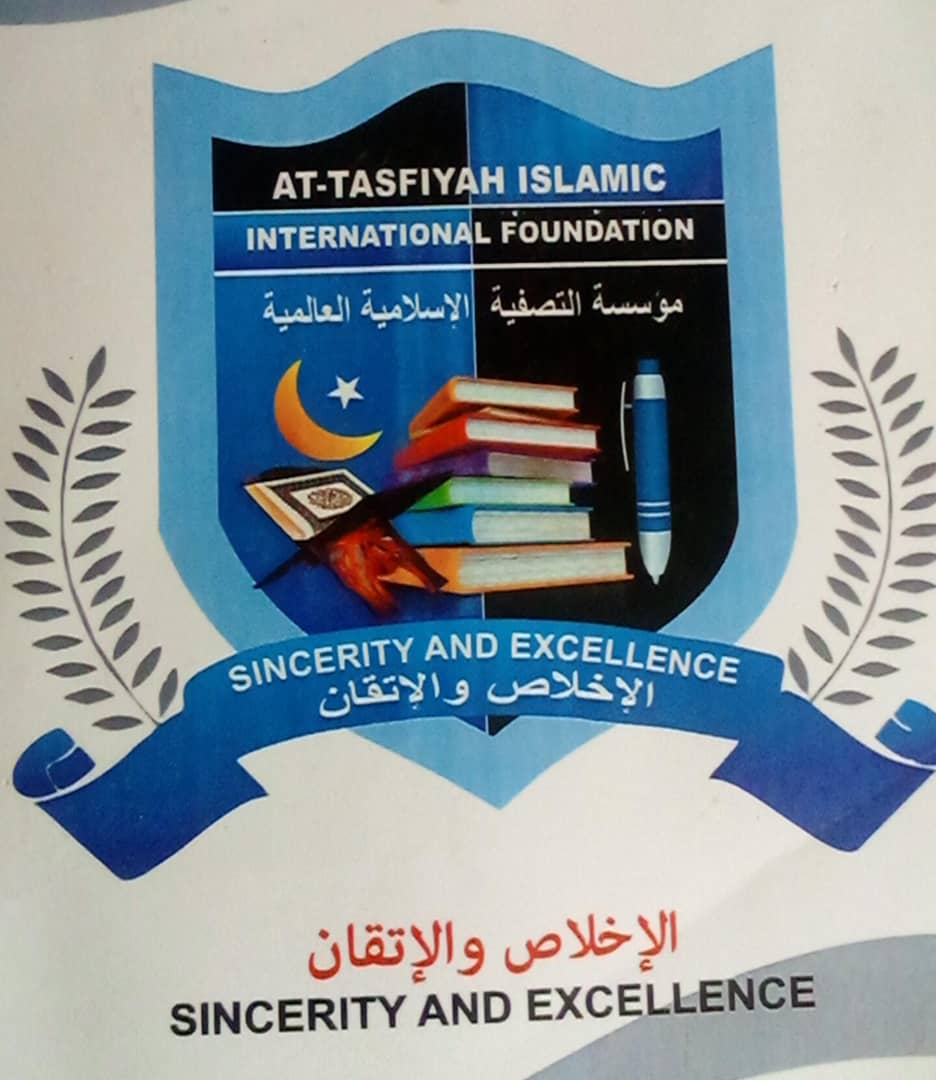 AT-TASFIYAH ISLAMIC
INTERNATIONAL FOUNDATION
مؤسسة التصفية الإسلامية العالمية
SINCERITY AND EXCELLENCE
الإخلاص والإتقان
الإخلاص والإتقان
SINCERITY AND EXCELLENCE